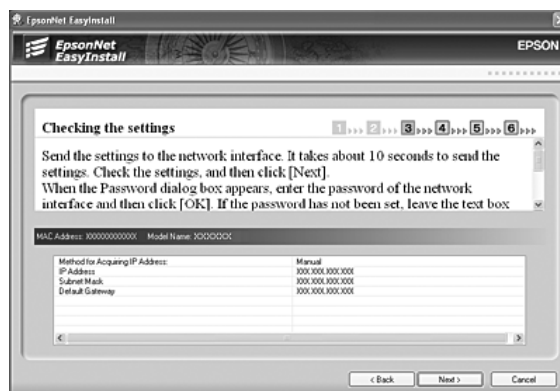 EpsonNet EasyInstall
EpsonNet
EasyInstall
EPSON
Checking the settings
1 2 3 4 5 6
Send the settings to the network interface. It takes about 10 seconds to send the
settings. Check the settings, and then click [Next].
When the Password dialog box appears, enter the password of the network
interface and then click [OK]. If the password has not been set, leave the text box
MAC Address: XXXXXXXXXXXX Model Name: XXXXXXX
Method for Acquiring IP Address: Manual
IP Address XXX.XXX.XXX.XXX
Subnet Mask XXX.XXX.XXX.XXX
Default Gateway XXX.XXX.XXX.XXX
< Back Next > Cancel